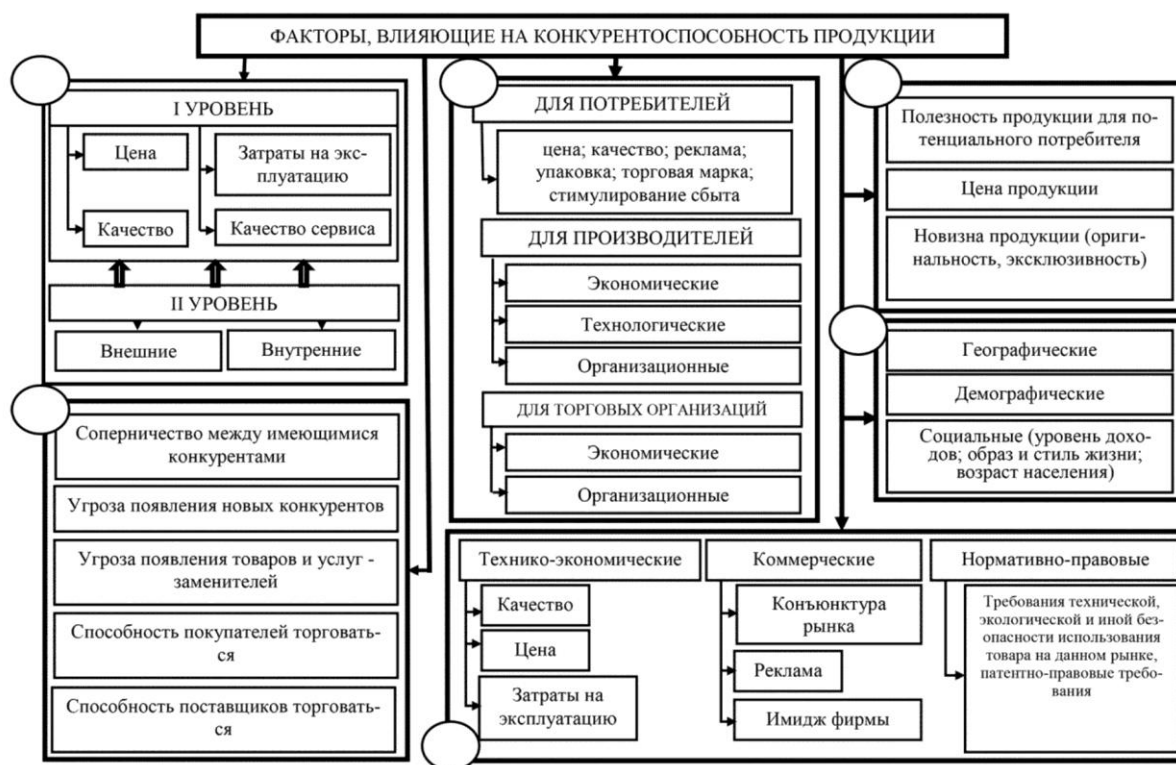 ФАКТОРЫ, ВЛИЯЮЩИЕ НА КОНКУРЕНТОСПОСОБНОСТЬ ПРОДУКЦИИ
I УРОВЕНЬ
Цена
Затраты на экс-
плуатацию
Качество
Качество сервиса
II УРОВЕНЬ
Внешние
Внутренние
Соперничество между имеющимися
конкурентами
Угроза появления новых конкурентов
Угроза появления товаров и услуг -
заменителей
Способность покупателей торговать-
ся
Способность поставщиков торговать-
ся
ДЛЯ ПОТРЕБИТЕЛЕЙ
цена; качество; реклама;
упаковка; торговая марка;
стимулирование сбыта
ДЛЯ ПРОИЗВОДИТЕЛЕЙ
Экономические
Технологические
Организационные
ДЛЯ ТОРГОВЫХ ОРГАНИЗАЦИЙ
Экономические
Организационные
Полезность продукции для по-
тенциального потребителя
Цена продукции
Новизна продукции (ориги-
нальность, эксклюзивность)
Географические
Демографические
Социальные (уровень дохо-
дов; образ и стиль жизни;
возраст населения)
Технико-экономические
Качество
Цена
Затраты на
эксплуатацию
Коммерческие
Конъюнктура
рынка
Реклама
Имидж фирмы
Нормативно-правовые
Требования технической,
экологической и иной без-
опасности использования
товара на данном рынке,
патентно-правовые требо-
вания